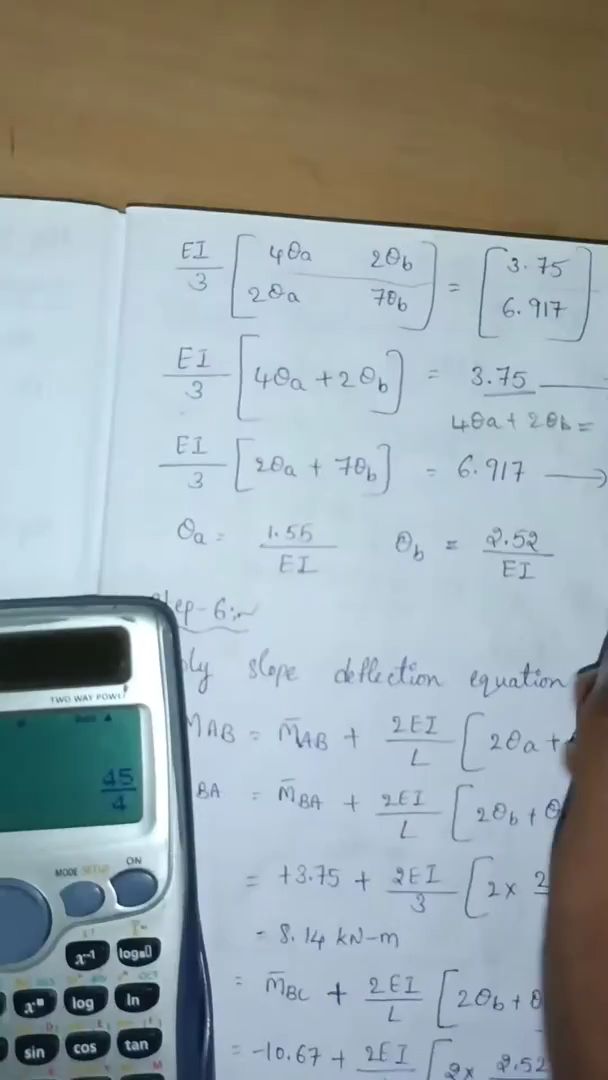 EI/3 [4θa 2θb
2θa 7θb] = [3.75
6.917]
EI/3 [4θa + 2θb] = 3.75
4θa + 2θb =
EI/3 [2θa + 7θb] = 6.917 →
θa = 1.55/EI θb = 2.52/EI
slope deflection equation
MAB = M̄AB + 2EI/L [2θa +
BA = M̄BA + 2EI/L [2θb + θ
= +3.75 + 2EI/3 [2x 2
= 8.14 kN-m
= M̄BC + 2EI/L [2θb + θ
= -10.67 + 2EI [2x 2.52
TWO WAY POWER
45/4
MODE SETUP ON
x⁻¹ log
log ln
sin cos tan